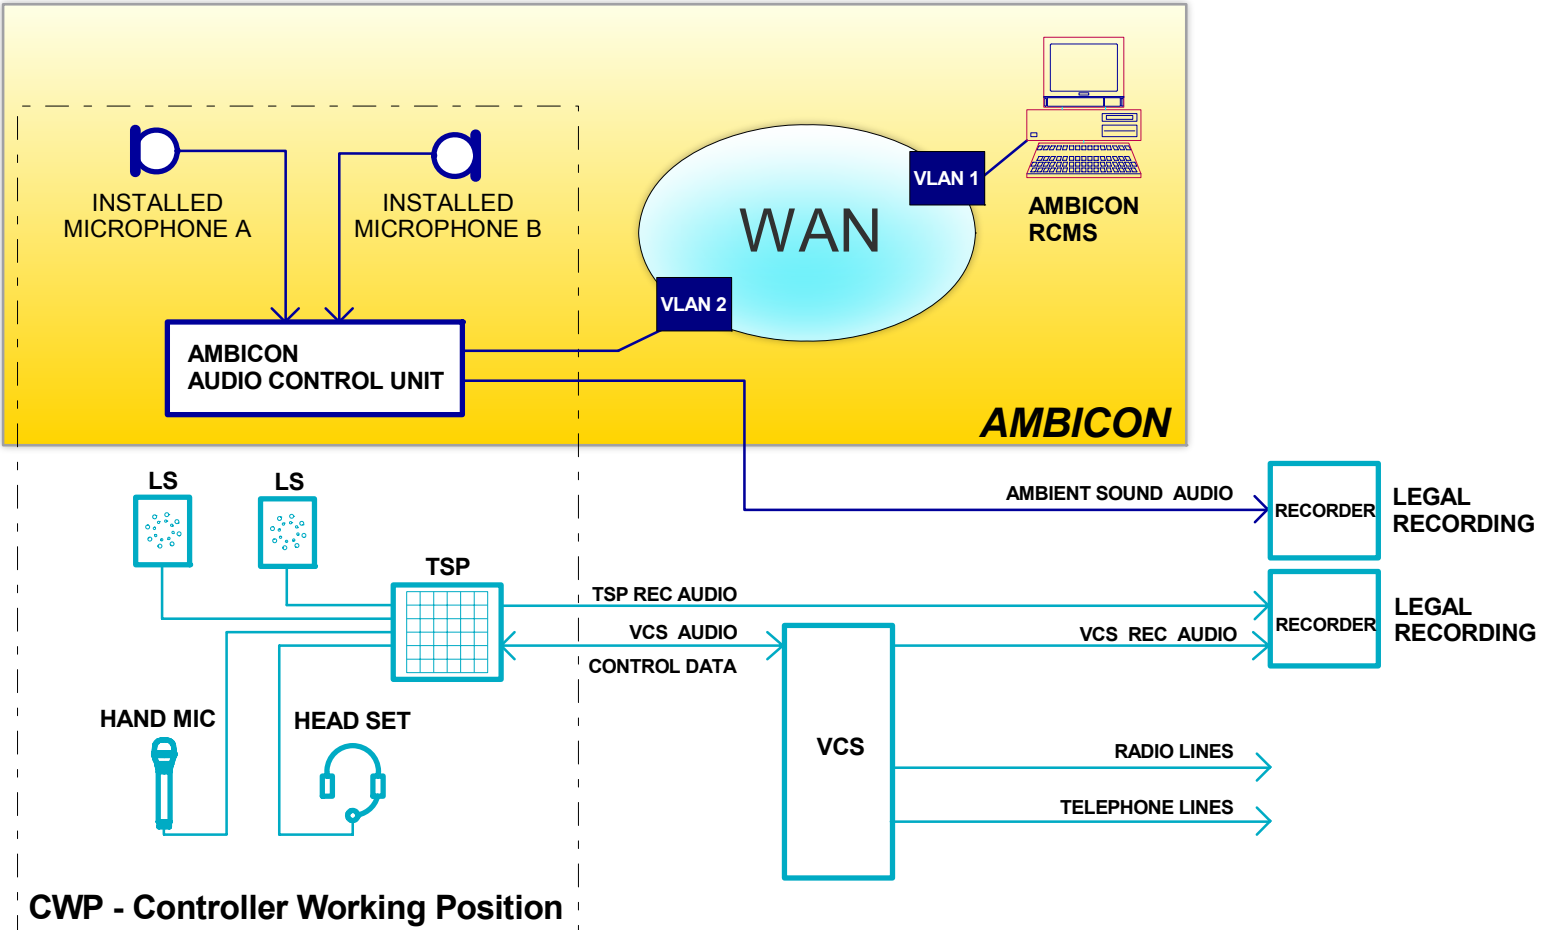 INSTALLED
MICROPHONE A
INSTALLED
MICROPHONE B
WAN
VLAN 1
AMBICON
RCMS
VLAN 2
AMBICON
AUDIO CONTROL UNIT
AMBICON
LS
LS
AMBIENT SOUND AUDIO
RECORDER
LEGAL
RECORDING
TSP
TSP REC AUDIO
VCS AUDIO
CONTROL DATA
VCS REC AUDIO
RECORDER
LEGAL
RECORDING
HAND MIC
HEAD SET
VCS
RADIO LINES
TELEPHONE LINES
CWP - Controller Working Position